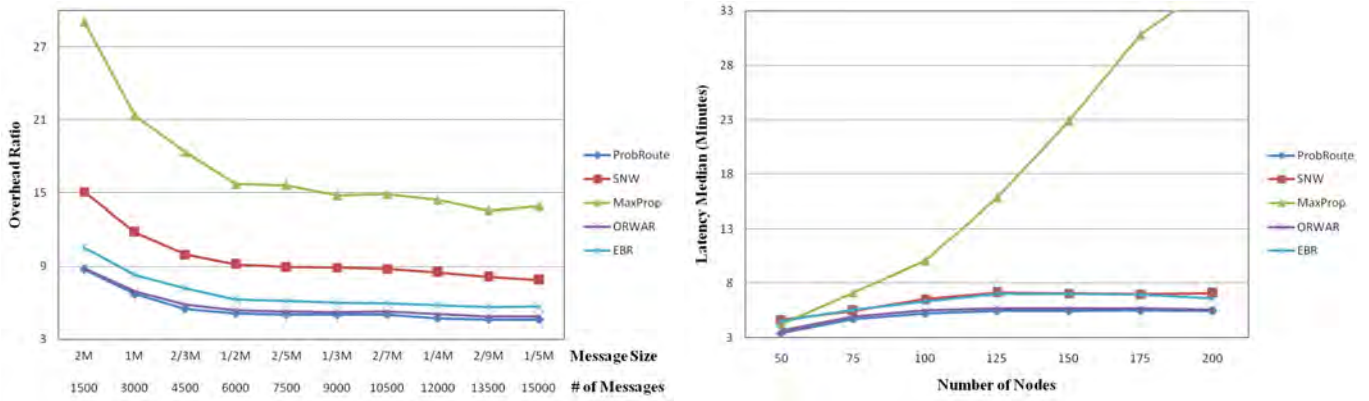 27
21
15
9
3
Overhead Ratio
2M 1M 2/3M 1/2M 2/5M 1/3M 2/7M 1/4M 2/9M 1/5M Message Size
1500 3000 4500 6000 7500 9000 10500 12000 13500 15000 # of Messages
ProbRoute
SNW
MaxProp
ORWAR
EBR
33
28
23
18
13
8
3
Latency Median (Minutes)
50 75 100 125 150 175 200
Number of Nodes
ProbRoute
SNW
MaxProp
ORWAR
EBR